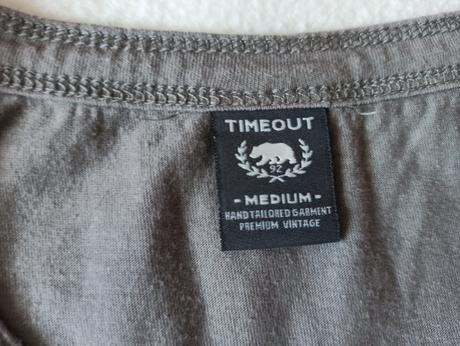 TIMEOUT
92
- MEDIUM -
HAND TAILORED GARMENT
PREMIUM VINTAGE